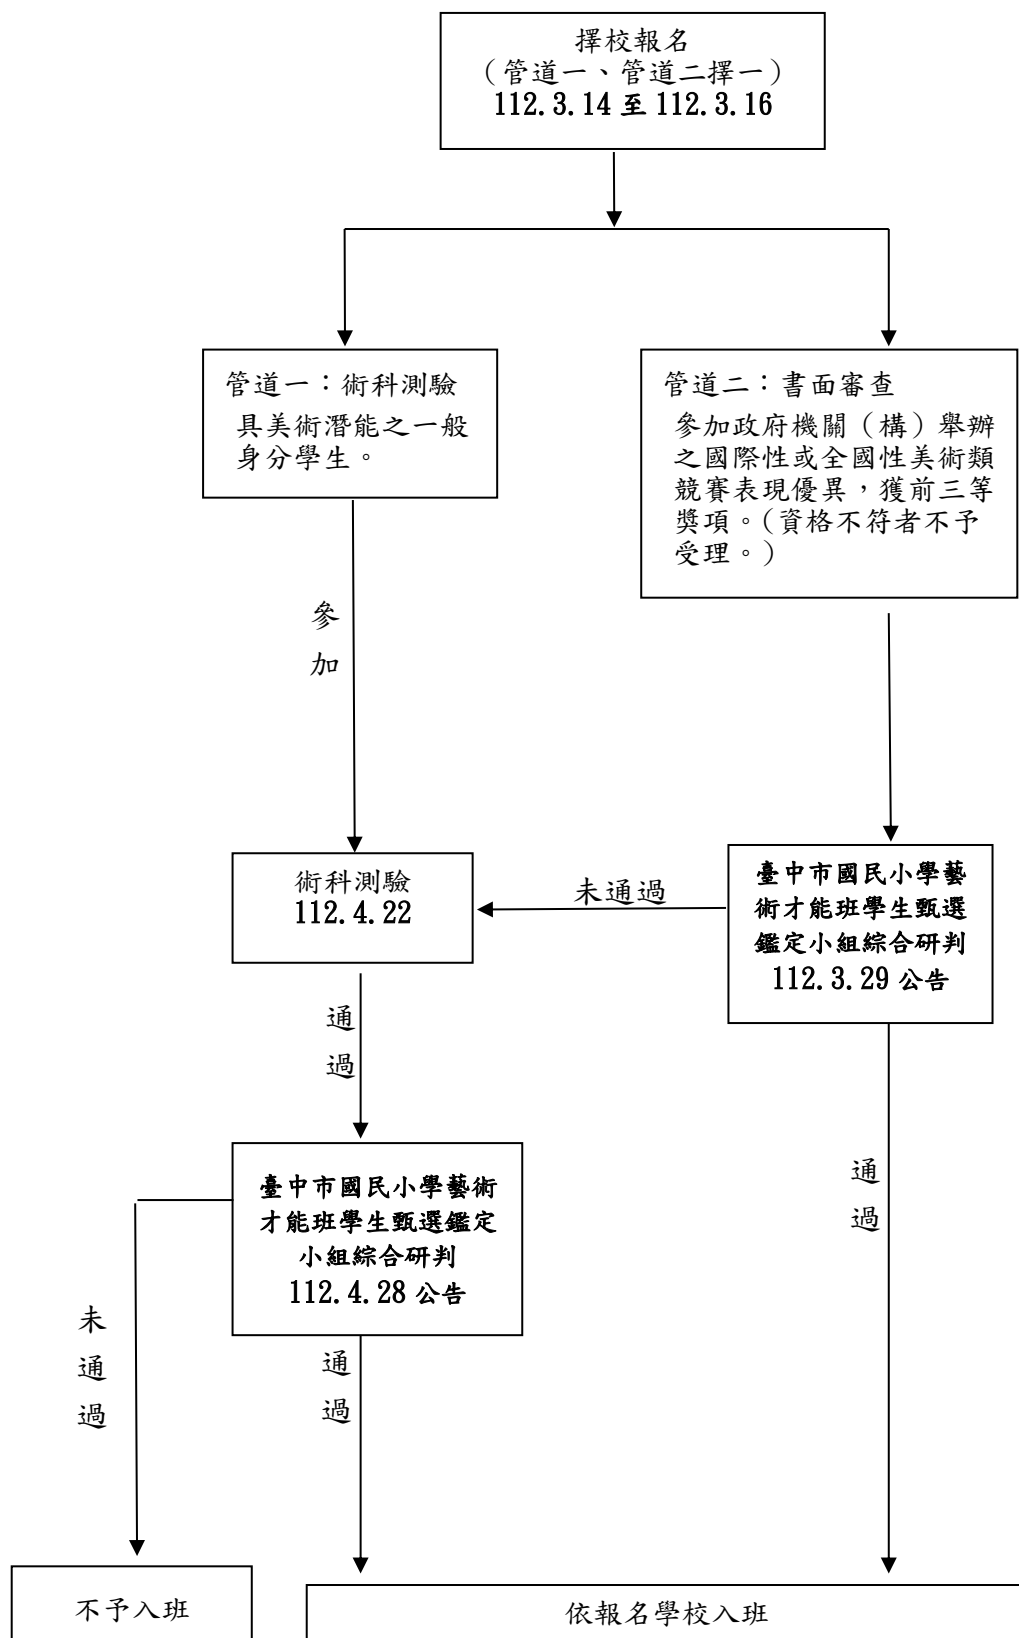 擇校報名
（管道一、管道二擇一）
112.3.14 至 112.3.16
管道一：術科測驗
具美術潛能之一般
身分學生。
管道二：書面審查
參加政府機關（構）舉辦
之國際性或全國性美術類
競賽表現優異，獲前三等
獎項。（資格不符者不予
受理。）
參
加
術科測驗
112.4.22
未通過
臺中市國民小學藝
術才能班學生甄選
鑑定小組綜合研判
112.3.29 公告
通
過
臺中市國民小學藝術
才能班學生甄選鑑定
小組綜合研判
112.4.28 公告
通
過
未
通
過
通
過
不予入班
依報名學校入班